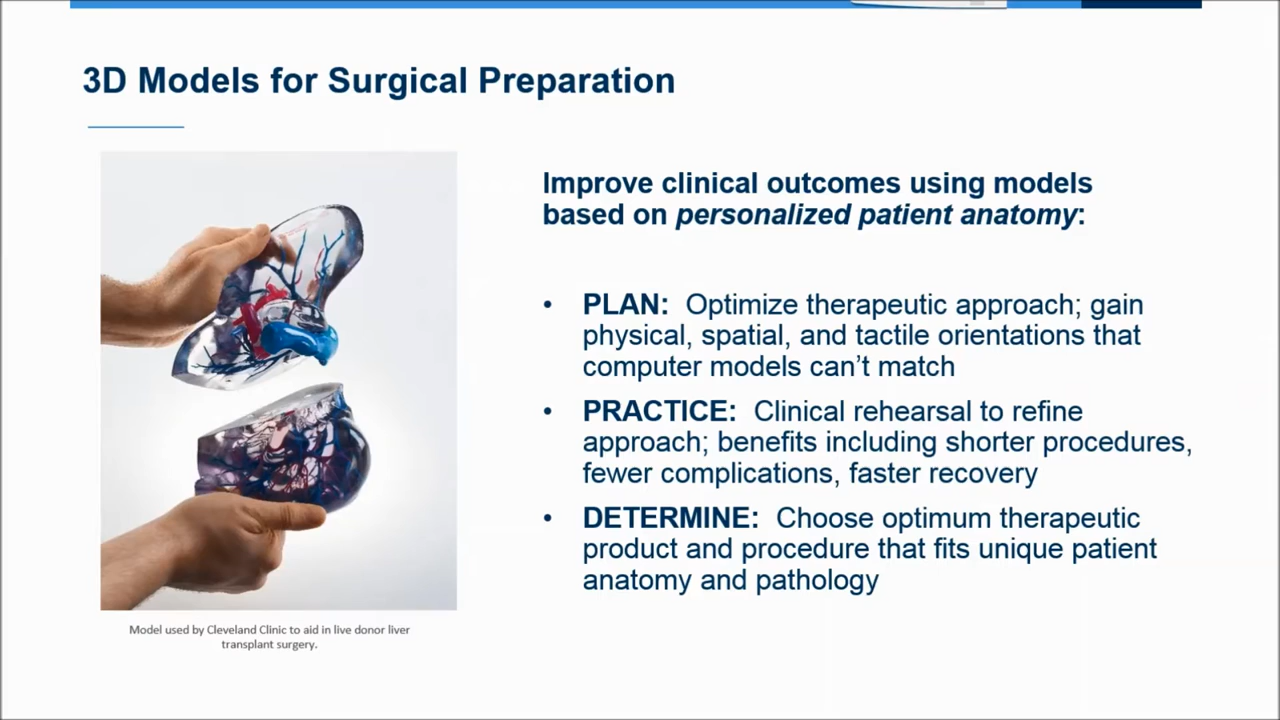 3D Models for Surgical Preparation
Improve clinical outcomes using models
based on personalized patient anatomy:
• PLAN: Optimize therapeutic approach; gain
physical, spatial, and tactile orientations that
computer models can’t match
• PRACTICE: Clinical rehearsal to refine
approach; benefits including shorter procedures,
fewer complications, faster recovery
• DETERMINE: Choose optimum therapeutic
product and procedure that fits unique patient
anatomy and pathology
Model used by Cleveland Clinic to aid in live donor liver
transplant surgery.